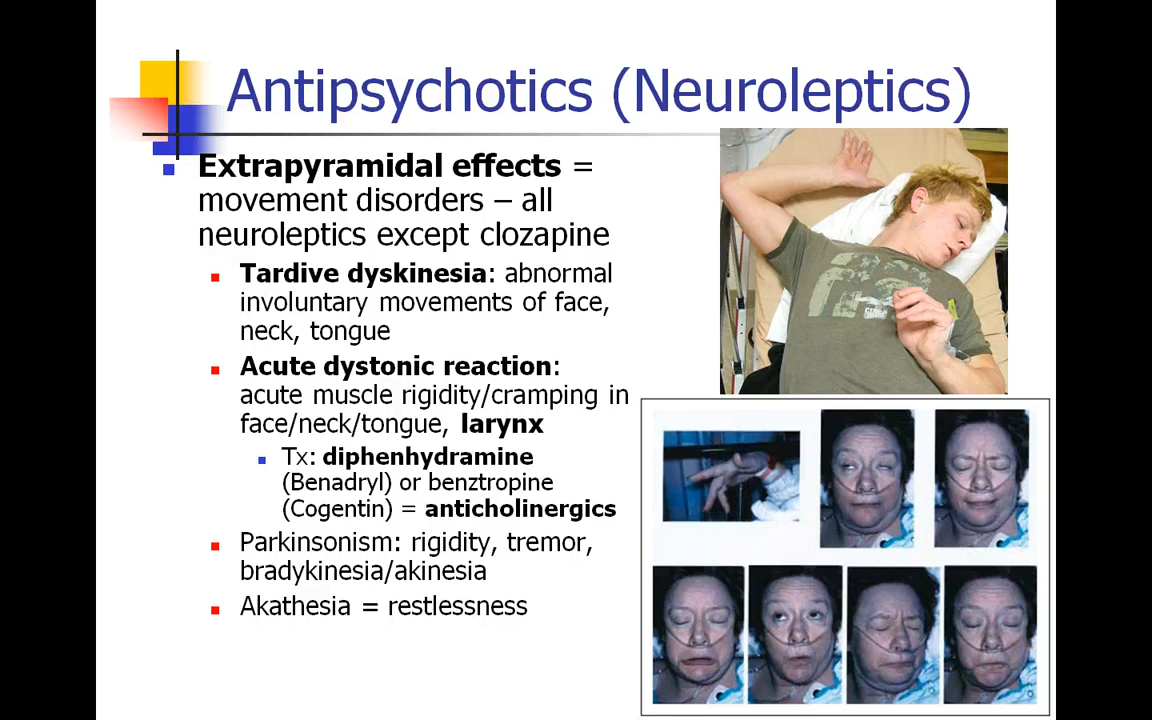 Antipsychotics (Neuroleptics)
Extrapyramidal effects =
movement disorders – all
neuroleptics except clozapine
Tardive dyskinesia: abnormal
involuntary movements of face,
neck, tongue
Acute dystonic reaction:
acute muscle rigidity/cramping in
face/neck/tongue, larynx
Tx: diphenhydramine
(Benadryl) or benztropine
(Cogentin) = anticholinergics
Parkinsonism: rigidity, tremor,
bradykinesia/akinesia
Akathesia = restlessness